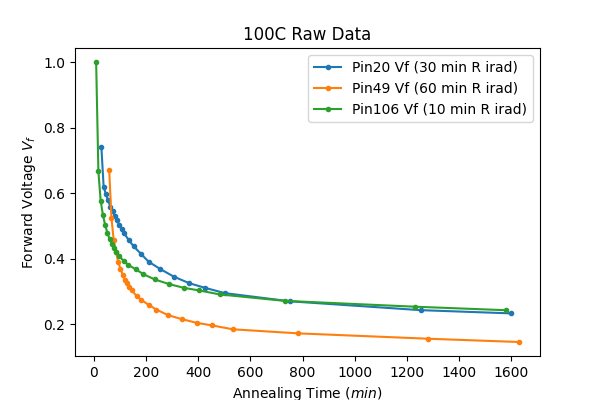 100C Raw Data
Pin20 Vf (30 min R irad)
Pin49 Vf (60 min R irad)
Pin106 Vf (10 min R irad)
Forward Voltage V_f
1.0
0.8
0.6
0.4
0.2
0 200 400 600 800 1000 1200 1400 1600
Annealing Time (min)